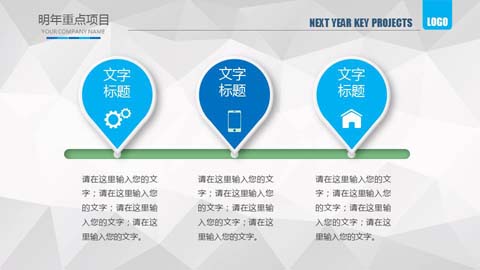 明年重点项目
YOUR COMPANY NAME
NEXT YEAR KEY PROJECTS
LOGO
文字
标题
文字
标题
文字
标题
请在这里输入您的文
字；请在这里输入您
的文字；请在这里输
入您的文字；请在这
里输入您的文字。
请在这里输入您的文
字；请在这里输入您
的文字；请在这里输
入您的文字；请在这
里输入您的文字。
请在这里输入您的文
字；请在这里输入您
的文字；请在这里输
入您的文字；请在这
里输入您的文字。